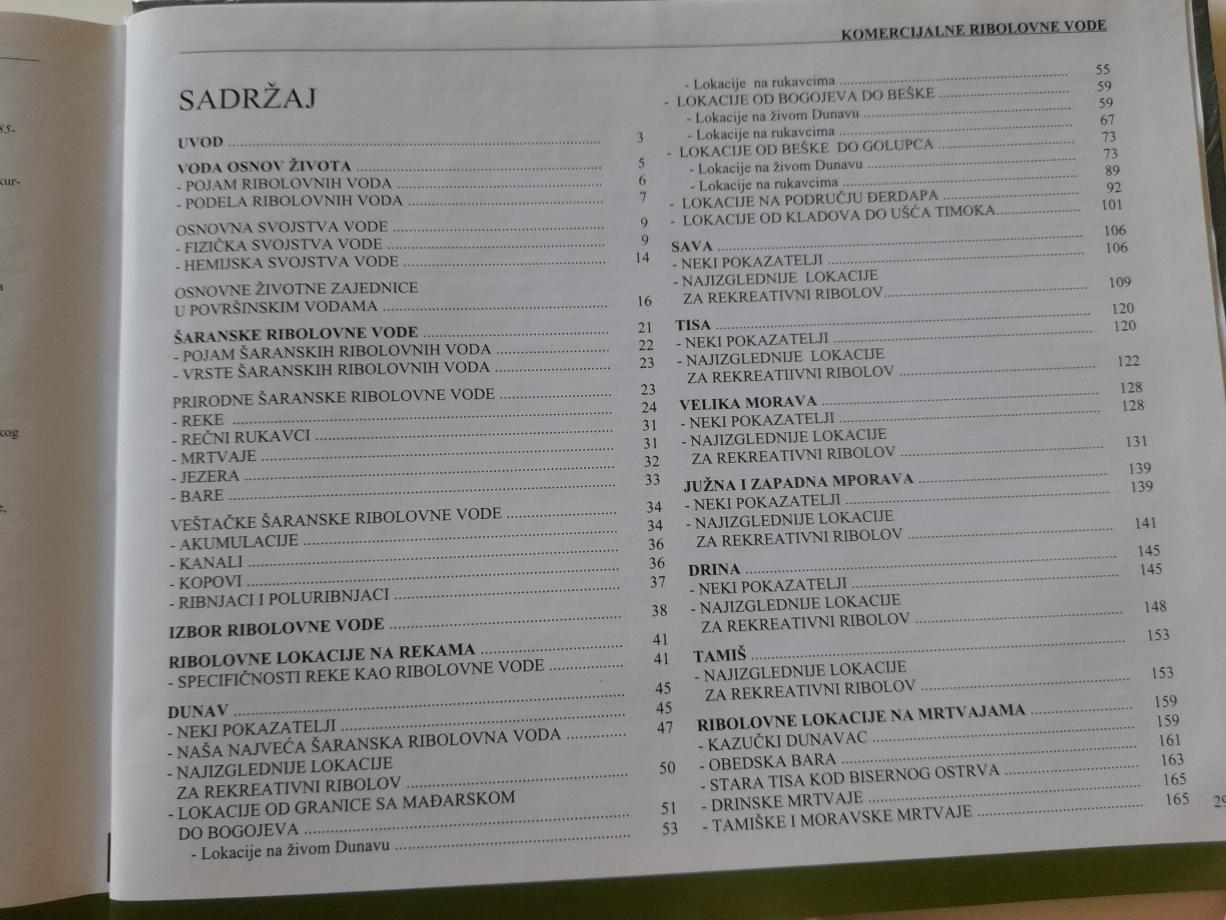 KOMERCIJALNE RIBOLOVNE VODE
SADRŽAJ
UVOD ........ 3
VODA OSNOV ŽIVOTA ........ 5
- POJAM RIBOLOVNIH VODA ........ 6
- PODELA RIBOLOVNIH VODA ........ 7
OSNOVNA SVOJSTVA VODE ........ 9
- FIZIČKA SVOJSTVA VODE ........ 9
- HEMIJSKA SVOJSTVA VODE ........ 14
OSNOVNE ŽIVOTNE ZAJEDNICE
U POVRŠINSKIM VODAMA ........ 16
ŠARANSKE RIBOLOVNE VODE ........ 21
- POJAM ŠARANSKIH RIBOLOVNIH VODA ........ 22
- VRSTE ŠARANSKIH RIBOLOVNIH VODA ........ 23
PRIRODNE ŠARANSKE RIBOLOVNE VODE ........ 23
- REKE ........ 24
- REČNI RUKAVCI ........ 31
- MRTVAJE ........ 31
- JEZERA ........ 32
- BARE ........ 33
VEŠTAČKE ŠARANSKE RIBOLOVNE VODE ........ 34
- AKUMULACIJE ........ 34
- KANALI ........ 36
- KOPOVI ........ 36
- RIBNJACI I POLURIBNJACI ........ 37
IZBOR RIBOLOVNE VODE ........ 38
RIBOLOVNE LOKACIJE NA REKAMA ........ 41
- SPECIFIČNOSTI REKE KAO RIBOLOVNE VODE ........ 41
DUNAV ........ 45
- NEKI POKAZATELJI ........ 45
- NAŠA NAJVEĆA ŠARANSKA RIBOLOVNA VODA ........ 47
- NAJIZGLEDNIJE LOKACIJE
ZA REKREATIVNI RIBOLOV ........ 50
- LOKACIJE OD GRANICE SA MAĐARSKOM
DO BOGOJEVA ........ 51
- Lokacije na živom Dunavu ........ 53
- Lokacije na rukavcima ........ 55
- LOKACIJE OD BOGOJEVA DO BEŠKE ........ 59
- Lokacije na živom Dunavu ........ 59
- Lokacije na rukavcima ........ 67
- LOKACIJE OD BEŠKE DO GOLUPCA ........ 73
- Lokacije na živom Dunavu ........ 73
- Lokacije na rukavcima ........ 89
- LOKACIJE NA PODRUČJU ĐERDAPA ........ 92
- LOKACIJE OD KLADOVA DO UŠĆA TIMOKA ........ 101
SAVA ........ 106
- NEKI POKAZATELJI ........ 106
- NAJIZGLEDNIJE LOKACIJE
ZA REKREATIVNI RIBOLOV ........ 109
TISA ........ 120
- NEKI POKAZATELJI ........ 120
- NAJIZGLEDNIJE LOKACIJE
ZA REKREATIIVNI RIBOLOV ........ 122
VELIKA MORAVA ........ 128
- NEKI POKAZATELJI ........ 128
- NAJIZGLEDNIJE LOKACIJE
ZA REKREATIVNI RIBOLOV ........ 131
JUŽNA I ZAPADNA MPORAVA ........ 139
- NEKI POKAZATELJI ........ 139
- NAJIZGLEDNIJE LOKACIJE
ZA REKREATIVNI RIBOLOV ........ 141
DRINA ........ 145
- NEKI POKAZATELJI ........ 145
- NAJIZGLEDNIJE LOKACIJE
ZA REKREATIVNI RIBOLOV ........ 148
TAMIŠ ........ 153
- NAJIZGLEDNIJE LOKACIJE
ZA REKREATIVNI RIBOLOV ........ 153
RIBOLOVNE LOKACIJE NA MRTVAJAMA ........ 159
- KAZUČKI DUNAVAC ........ 159
- OBEDSKA BARA ........ 161
- STARA TISA KOD BISERNOG OSTRVA ........ 163
- DRINSKE MRTVAJE ........ 165
- TAMIŠKE I MORAVSKE MRTVAJE ........ 165